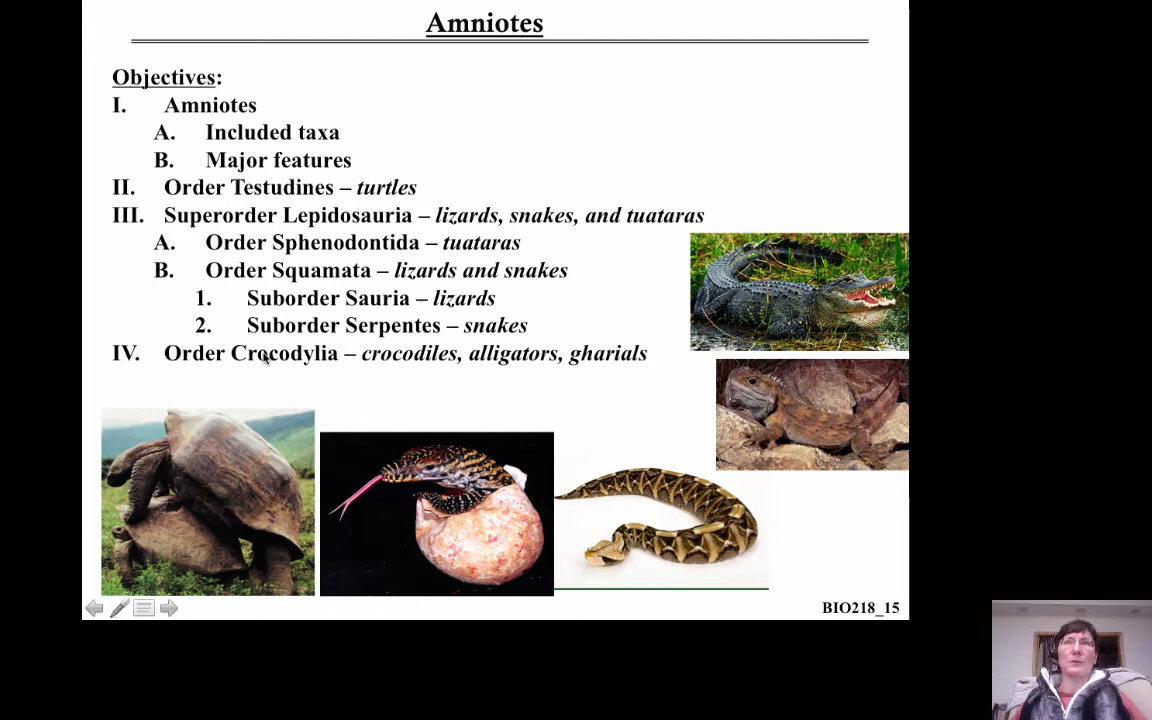 Amniotes
Objectives:
I. Amniotes
A. Included taxa
B. Major features
II. Order Testudines – turtles
III. Superorder Lepidosauria – lizards, snakes, and tuataras
A. Order Sphenodontida – tuataras
B. Order Squamata – lizards and snakes
1. Suborder Sauria – lizards
2. Suborder Serpentes – snakes
IV. Order Crocodylia – crocodiles, alligators, gharials
BIO218_15